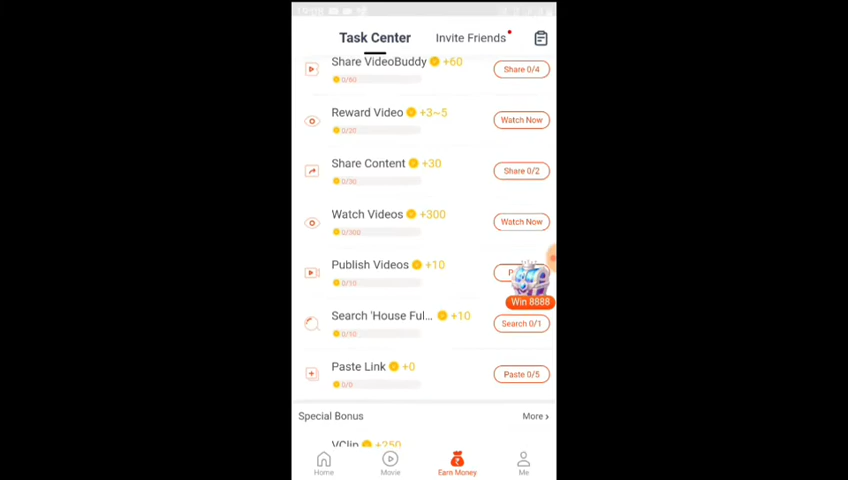 Task Center
Invite Friends
Share VideoBuddy +60
0/60
Share 0/4
Reward Video +3~5
0/20
Watch Now
Share Content +30
0/30
Share 0/2
Watch Videos +300
0/300
Watch Now
Publish Videos +10
0/10
P
Win 8888
Search 'House Ful... +10
0/10
Search 0/1
Paste Link +0
0/0
Paste 0/5
Special Bonus
More ›
VClip +250
Home
Movie
Earn Money
Me